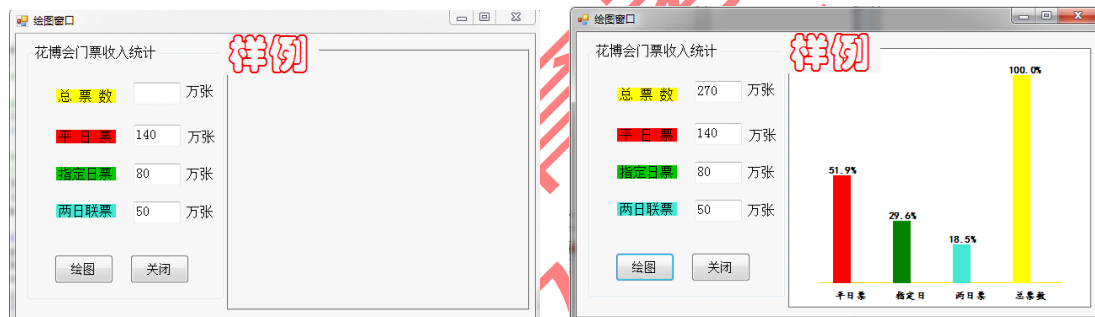 绘图窗口
花博会门票收入统计
样例
总 票 数 万张
平 日 票 140 万张
指定日票 80 万张
两日联票 50 万张
绘图 关闭
绘图窗口
花博会门票收入统计
样例
总 票 数 270 万张
平 日 票 140 万张
指定日票 80 万张
两日联票 50 万张
绘图 关闭
100.0%
51.9%
29.6%
18.5%
平日票 指定日 两日票 总票数